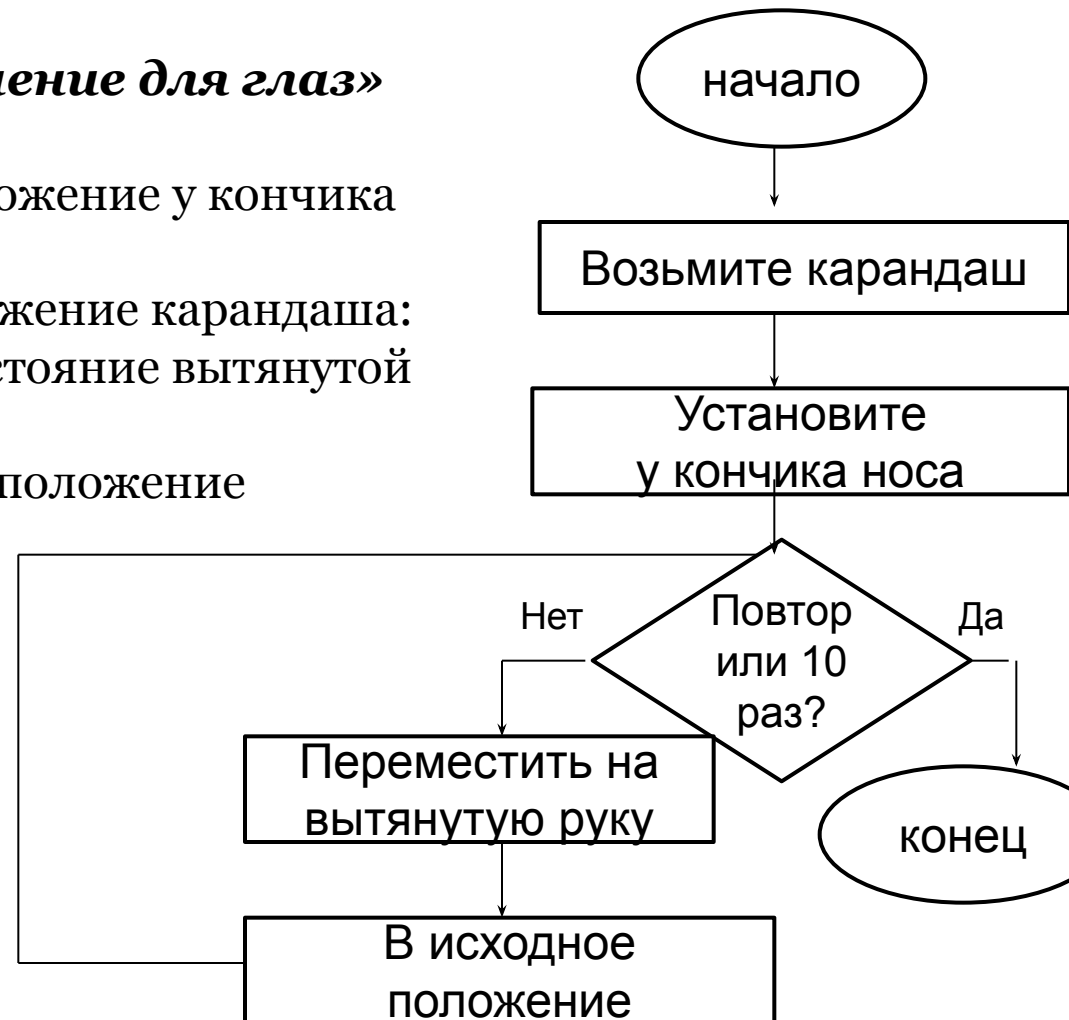 ение для глаз»
ложение у кончика
жение карандаша:
стояние вытянутой
положение
начало
Возьмите карандаш
Установите
у кончика носа
Нет
Повтор
или 10
раз?
Да
Переместить на
вытянутую руку
конец
В исходное
положение